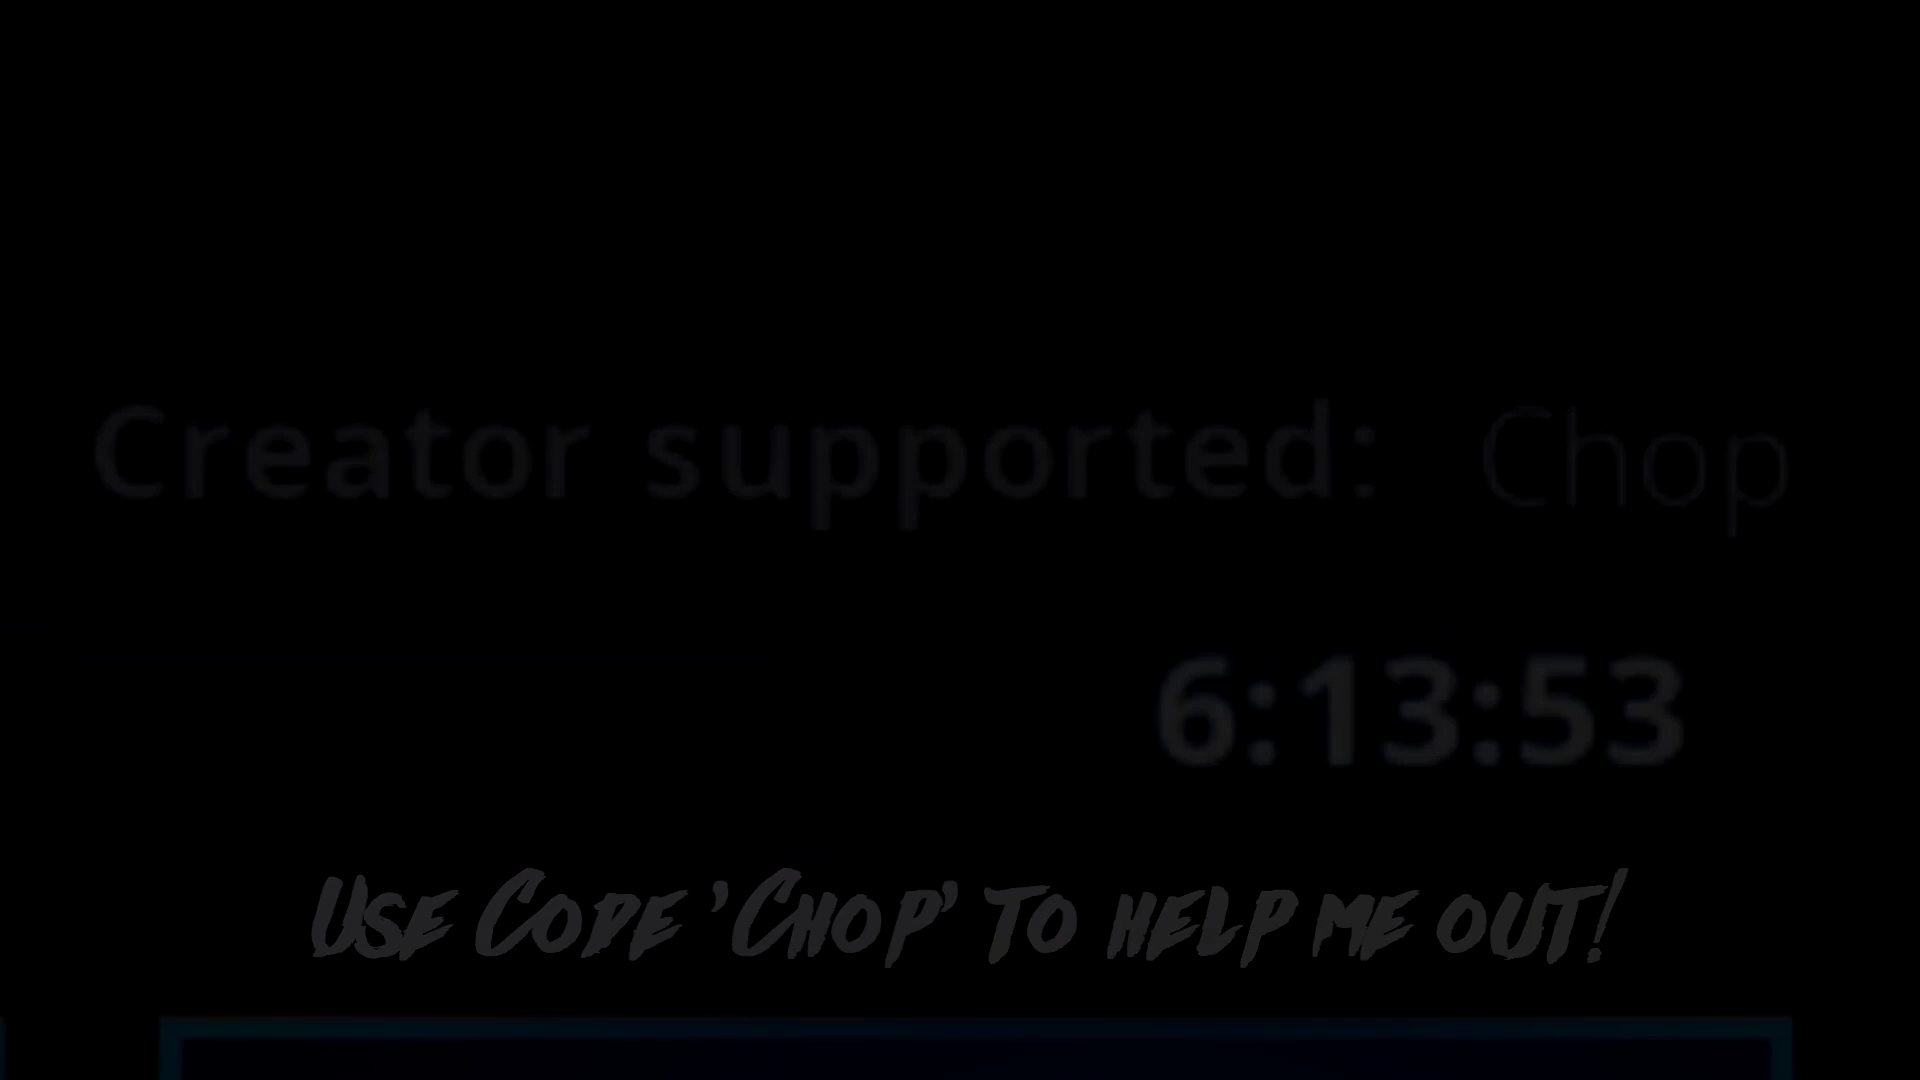 Creator supported: Chop
6:13:53
USE CODE 'CHOP' TO HELP ME OUT!